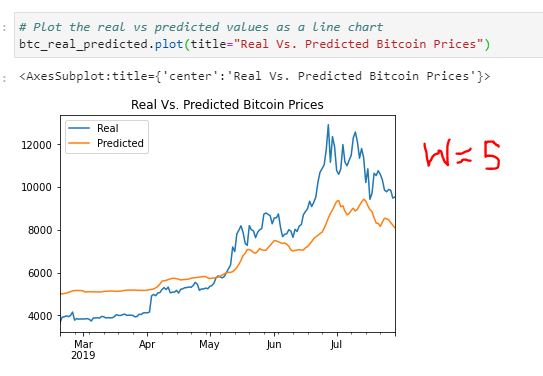 # Plot the real vs predicted values as a line chart
btc_real_predicted.plot(title="Real Vs. Predicted Bitcoin Prices")
<AxesSubplot:title={'center':'Real Vs. Predicted Bitcoin Prices'}>
Real Vs. Predicted Bitcoin Prices
Real
Predicted
12000
10000
8000
6000
4000
Mar Apr May Jun Jul
2019
W=5